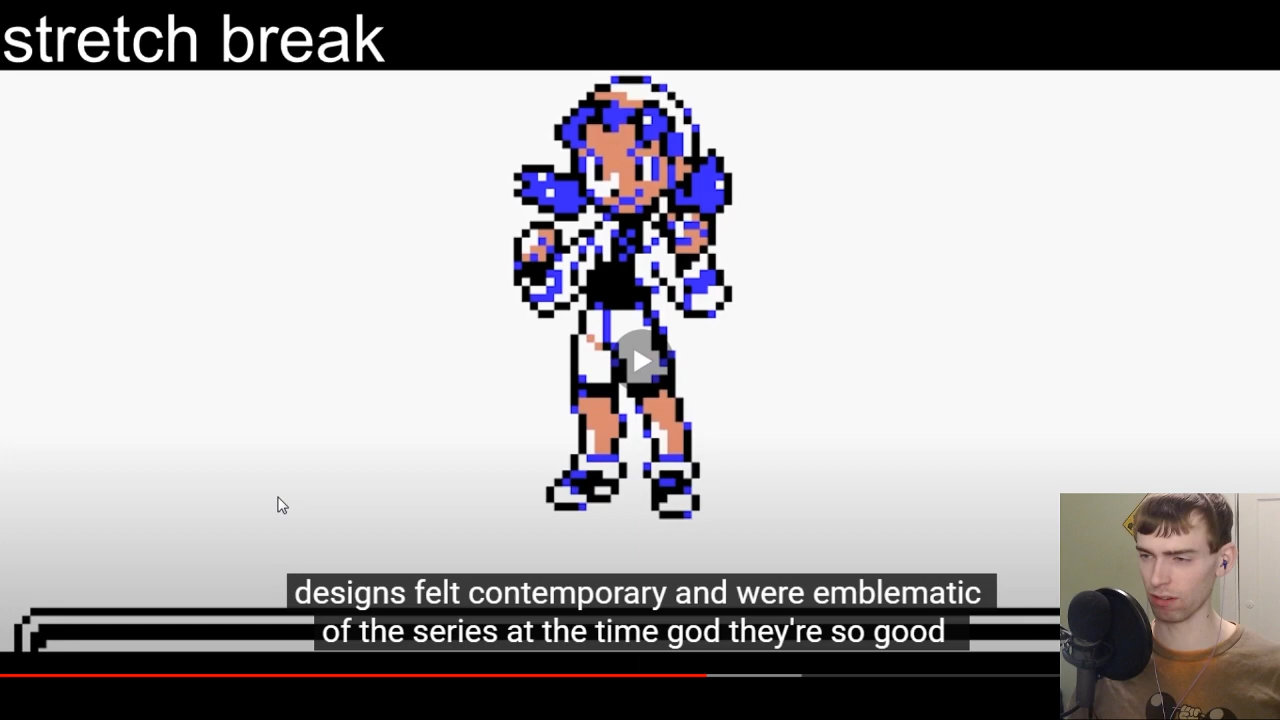 stretch break
designs felt contemporary and were emblematic
of the series at the time god they're so good